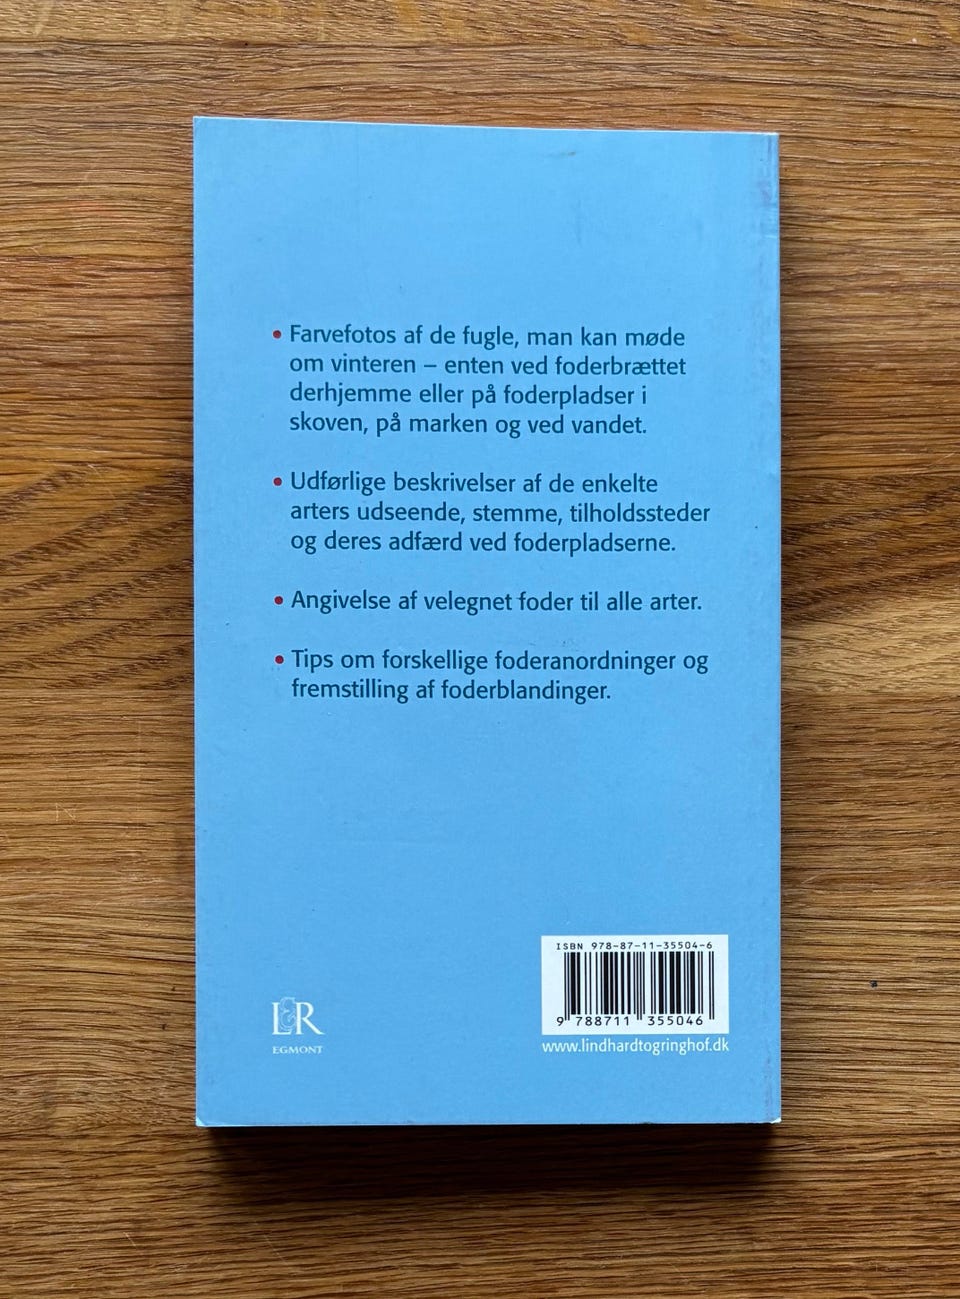 • Farvefotos af de fugle, man kan møde
om vinteren – enten ved foderbrættet
derhjemme eller på foderpladser i
skoven, på marken og ved vandet.
• Udførlige beskrivelser af de enkelte
arters udseende, stemme, tilholdssteder
og deres adfærd ved foderpladserne.
• Angivelse af velegnet foder til alle arter.
• Tips om forskellige foderanordninger og
fremstilling af foderblandinger.
ISBN 978-87-11-35504-6
9 788711 355046
www.lindhardtogringhof.dk
L&R
EGMONT